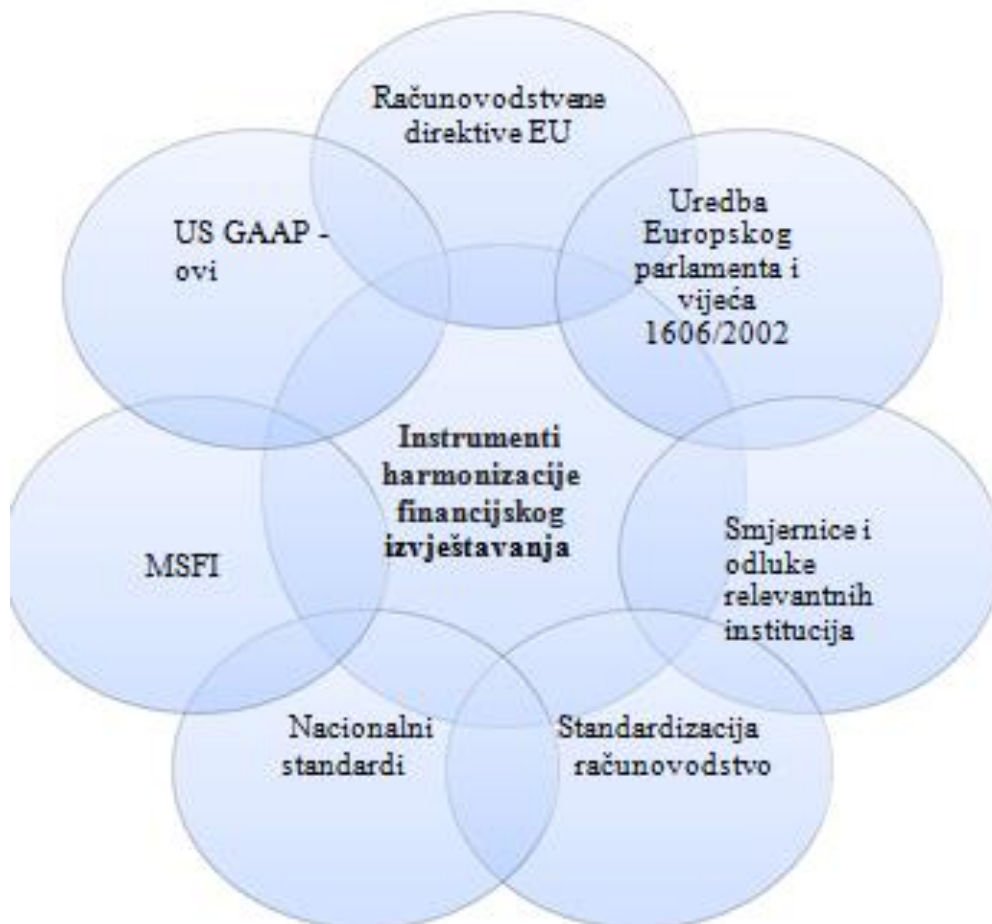 Računovodstvene
direktive EU
US GAAP -
ovi
Uredba
Europskog
parlamenta i
vijeća
1606/2002
Instrumenti
harmonizacije
financijskog
izvještavanja
MSFI
Smjernice i
odluke
relevantnih
institucija
Nacionalni
standardi
Standardizacija
računovodstvo